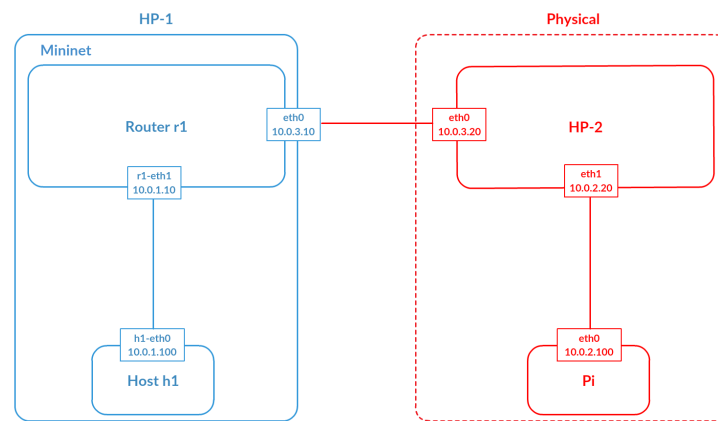 HP-1
Physical
Mininet
Router r1
eth0
10.0.3.10
eth0
10.0.3.20
HP-2
r1-eth1
10.0.1.10
eth1
10.0.2.20
h1-eth0
10.0.1.100
eth0
10.0.2.100
Host h1
Pi